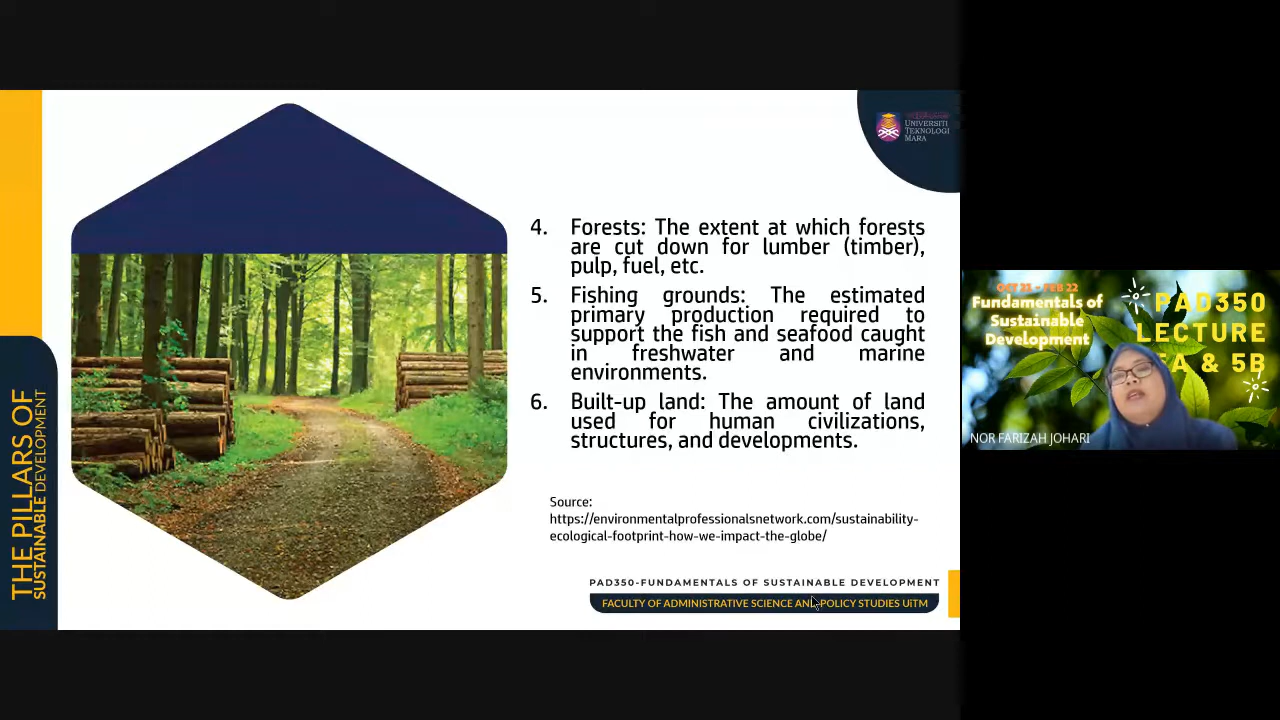 THE PILLARS OF
SUSTAINABLE DEVELOPMENT
UNIVERSITI
TEKNOLOGI
MARA
4. Forests: The extent at which forests
are cut down for lumber (timber),
pulp, fuel, etc.
5. Fishing grounds: The estimated
primary production required to
support the fish and seafood caught
in freshwater and marine
environments.
6. Built-up land: The amount of land
used for human civilizations,
structures, and developments.
Source:
https://environmentalprofessionalsnetwork.com/sustainability-
ecological-footprint-how-we-impact-the-globe/
PAD350-FUNDAMENTALS OF SUSTAINABLE DEVELOPMENT
FACULTY OF ADMINISTRATIVE SCIENCE AND POLICY STUDIES UiTM
Fundamentals of
Sustainable
Development
PAD350
LECTURE
A & 5B
NOR FARIZAH JOHARI